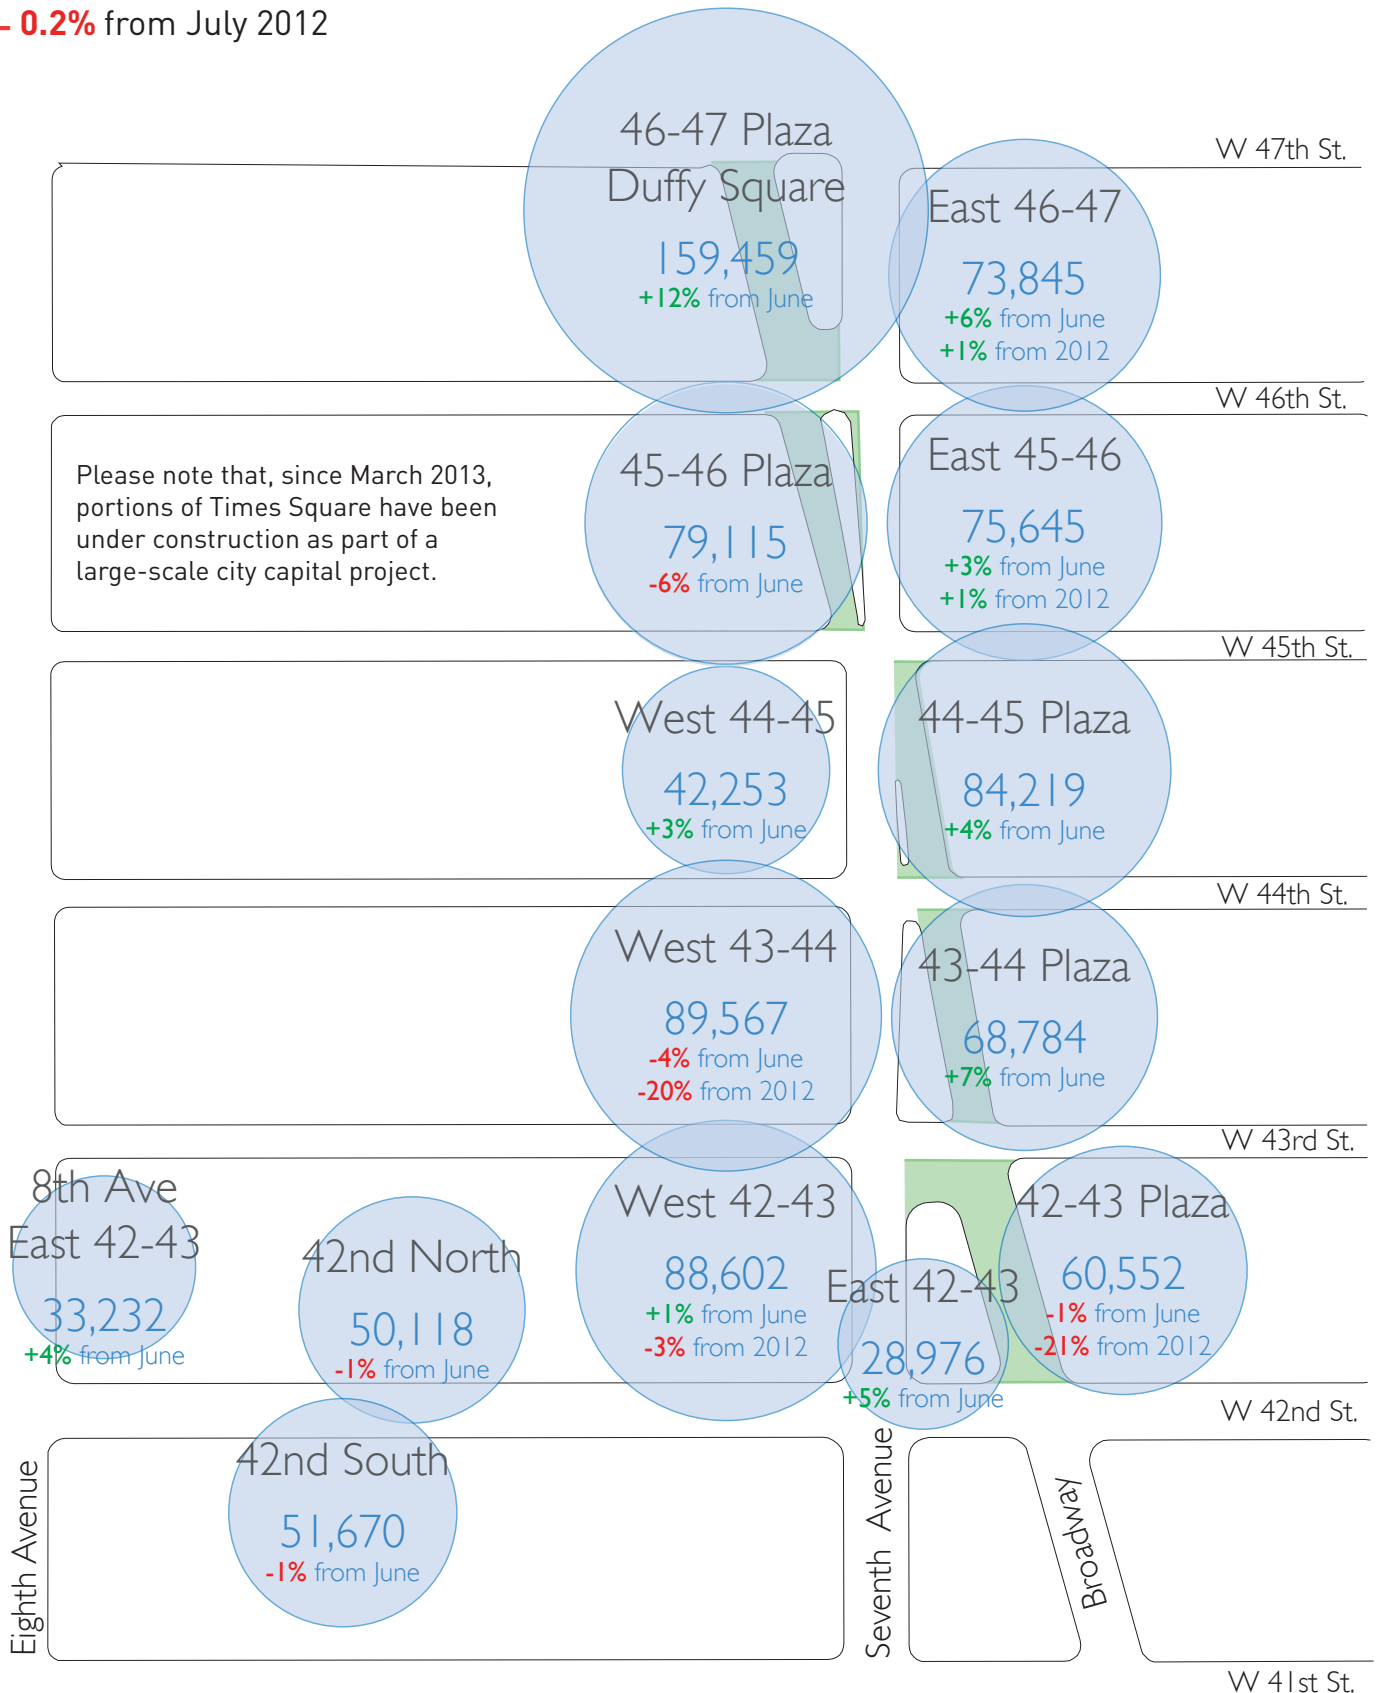 - 0.2% from July 2012
46-47 Plaza
Duffy Square
159,459
+12% from June
W 47th St.
East 46-47
73,845
+6% from June
+1% from 2012
W 46th St.
Please note that, since March 2013,
portions of Times Square have been
under construction as part of a
large-scale city capital project.
45-46 Plaza
79,115
-6% from June
East 45-46
75,645
+3% from June
+1% from 2012
W 45th St.
West 44-45
42,253
+3% from June
44-45 Plaza
84,219
+4% from June
W 44th St.
West 43-44
89,567
-4% from June
-20% from 2012
43-44 Plaza
68,784
+7% from June
W 43rd St.
8th Ave
East 42-43
33,232
+4% from June
42nd North
50,118
-1% from June
West 42-43
88,602
+1% from June
-3% from 2012
East 42-43
28,976
+5% from June
42-43 Plaza
60,552
-1% from June
-21% from 2012
W 42nd St.
42nd South
51,670
-1% from June
Eighth Avenue
Seventh Avenue
Broadway
W 41st St.